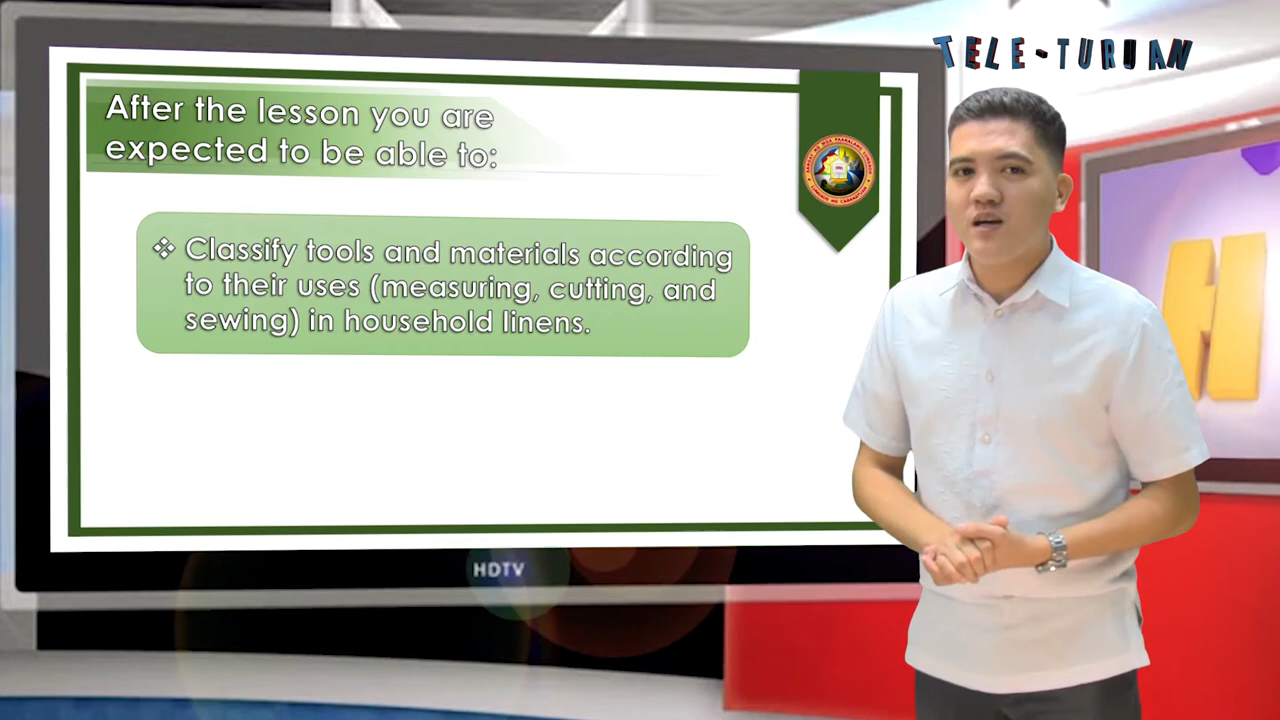 TELE-TURUAN
After the lesson you are
expected to be able to:
❖ Classify tools and materials according
to their uses (measuring, cutting, and
sewing) in household linens.
HDTV
H